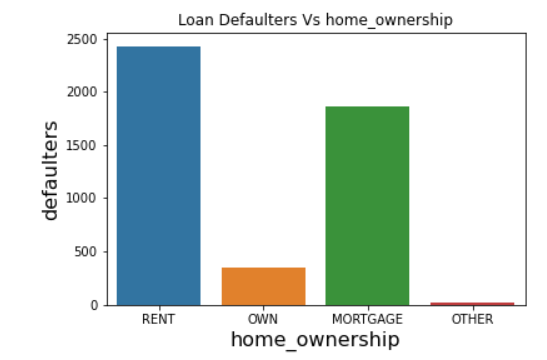 Loan Defaulters Vs home_ownership
2500
2000
1500
1000
500
0
defaulters
RENT OWN MORTGAGE OTHER
home_ownership